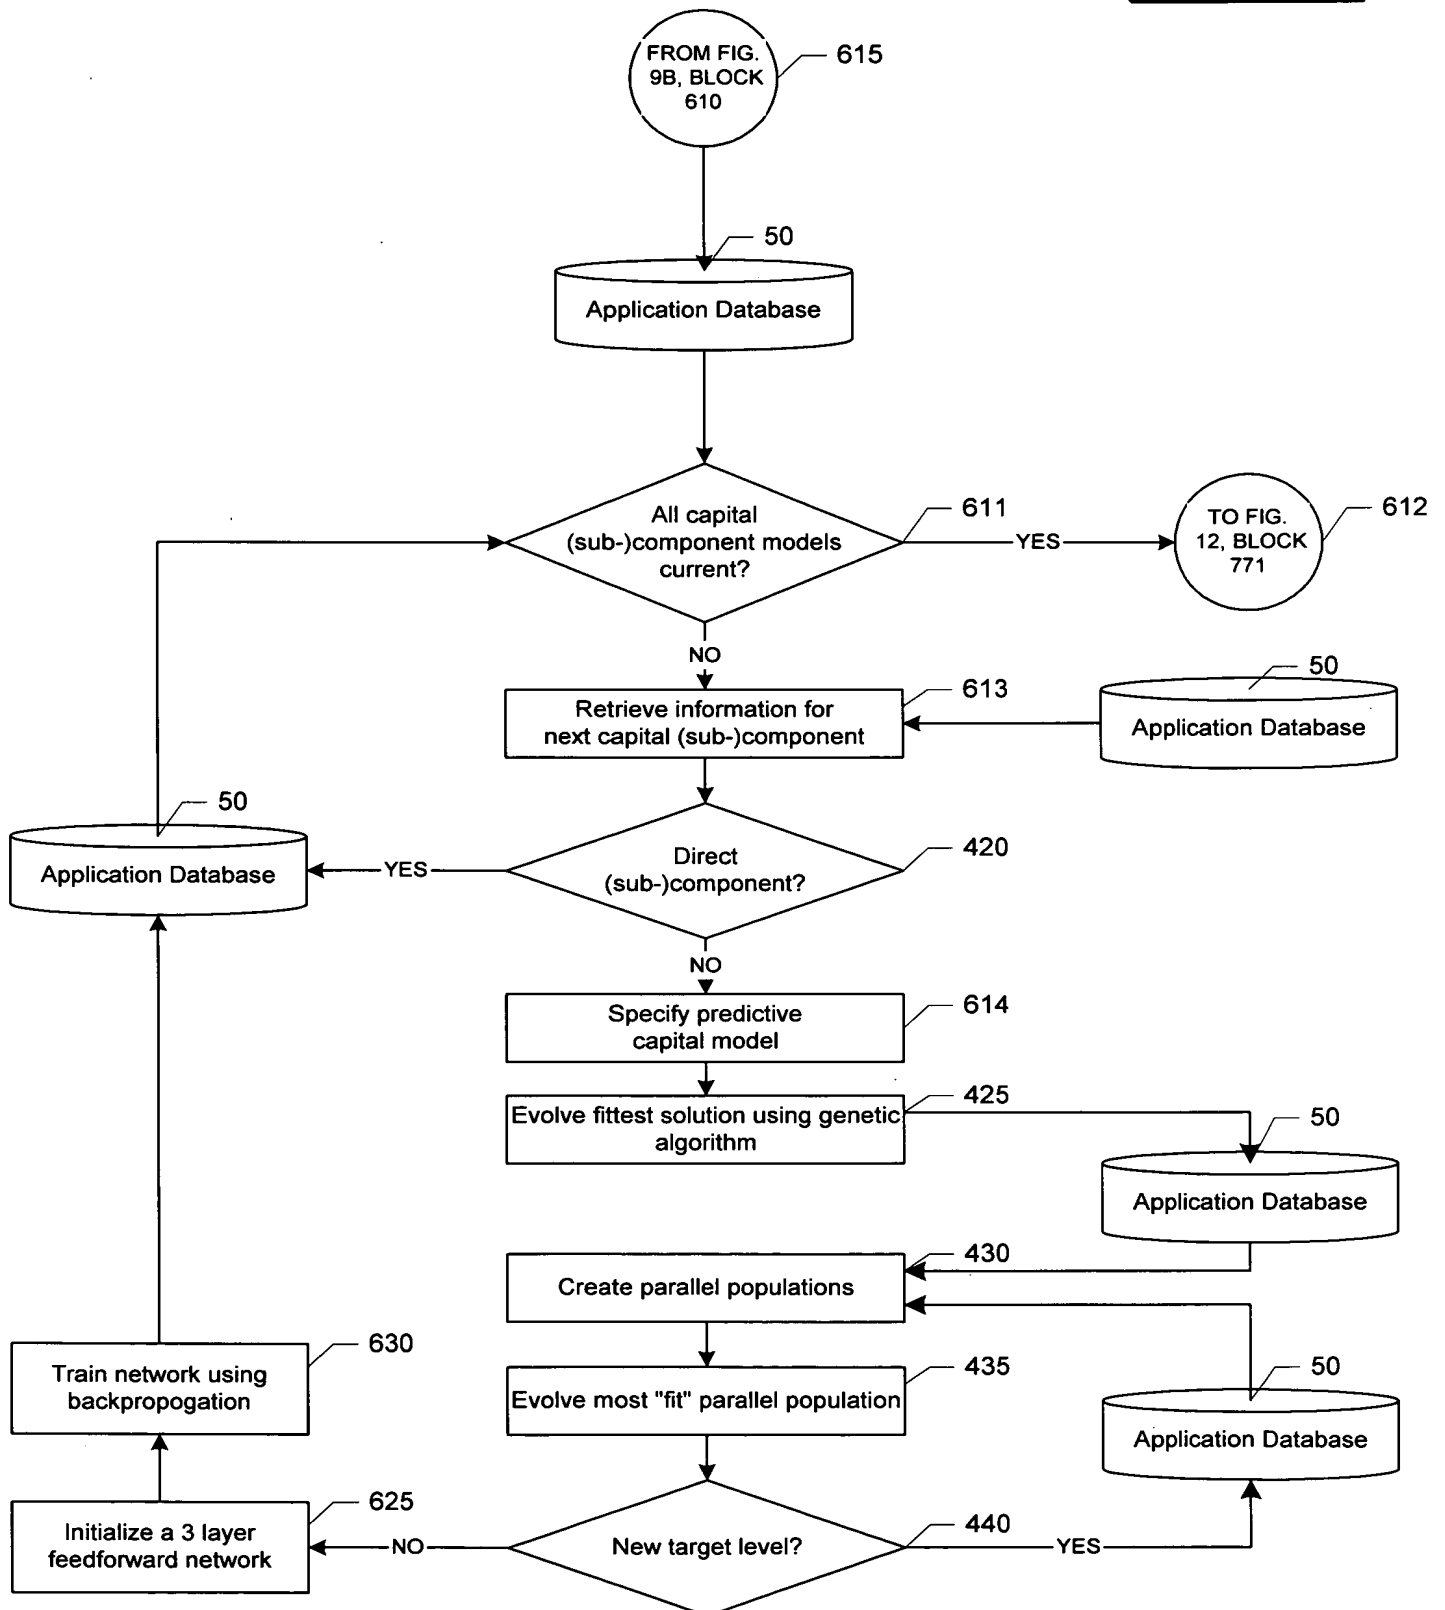 FROM FIG.
9B, BLOCK
610
615
50
Application Database
All capital
(sub-)component models
current?
611
YES
TO FIG.
12, BLOCK
771
612
NO
Retrieve information for
next capital (sub-)component
613
50
Application Database
50
Application Database
YES
Direct
(sub-)component?
420
NO
Specify predictive
capital model
614
Evolve fittest solution using genetic
algorithm
425
50
Application Database
Create parallel populations
430
Train network using
backpropogation
630
Evolve most "fit" parallel population
435
50
Application Database
Initialize a 3 layer
feedforward network
625
NO
New target level?
440
YES